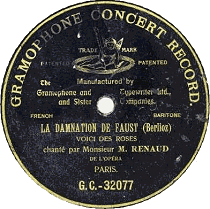 GRAMOPHONE CONCERT RECORD.
TRADE MARK
PATENTED PATENTED
Manufactured by
The Gramophone and Typewriter Ltd.,
and Sister Companies.
FRENCH BARITONE
LA DAMNATION DE FAUST (Berlioz)
VOICI DES ROSES
chanté par Monsieur M. RENAUD
DE L'OPÉRA
PARIS.
G.C.-32077